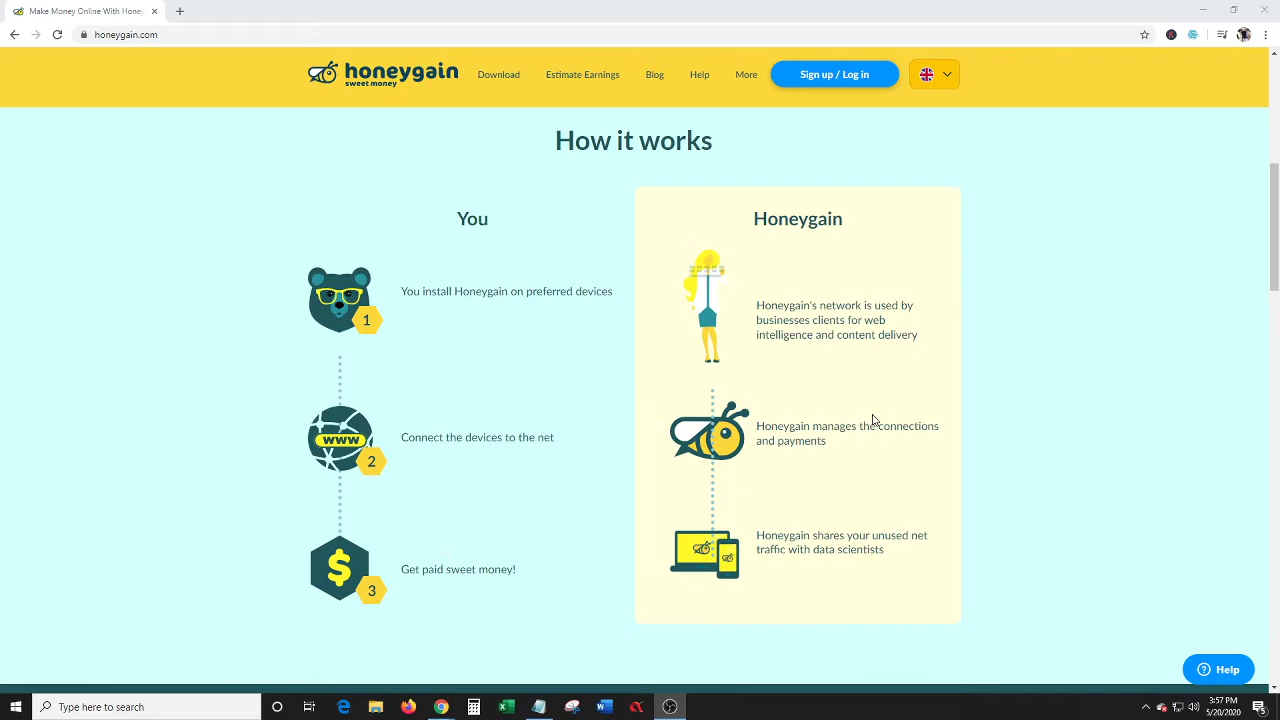 Make Money Online With Honey
honeygain.com
honeygain
sweet money
Download
Estimate Earnings
Blog
Help
More
Sign up / Log in
How it works
You
1
You install Honeygain on preferred devices
www
2
Connect the devices to the net
$
3
Get paid sweet money!
Honeygain
Honeygain's network is used by
businesses clients for web
intelligence and content delivery
Honeygain manages the connections
and payments
Honeygain shares your unused net
traffic with data scientists
Help
Type here to search
3:57 PM
5/20/2020